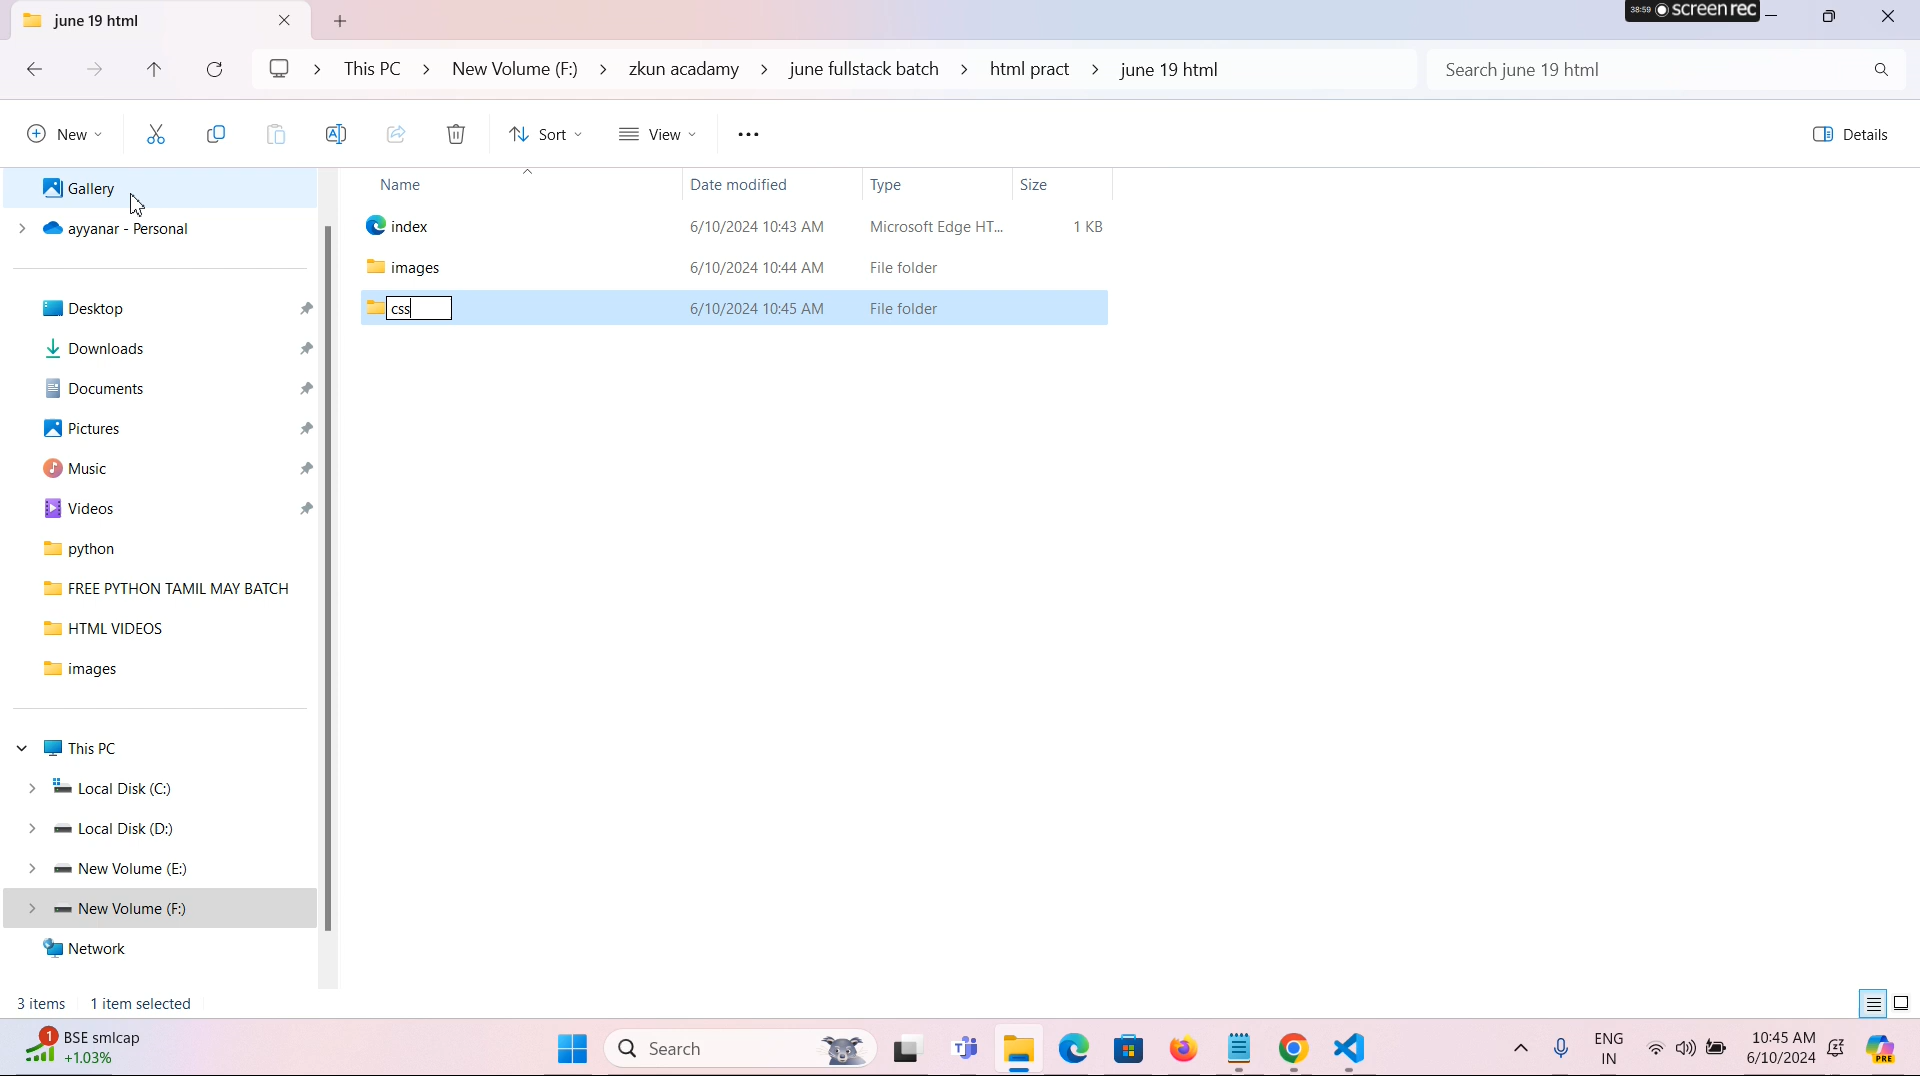 june 19 html
38:59 screenrec
This PC > New Volume (F:) > zkun acadamy > june fullstack batch > html pract > june 19 html
Search june 19 html
New
Sort
View
Details
Gallery
ayyanar - Personal
Desktop
Downloads
Documents
Pictures
Music
Videos
python
FREE PYTHON TAMIL MAY BATCH
HTML VIDEOS
images
This PC
Local Disk (C:)
Local Disk (D:)
New Volume (E:)
New Volume (F:)
Network
Name Date modified Type Size
index 6/10/2024 10:43 AM Microsoft Edge HT... 1 KB
images 6/10/2024 10:44 AM File folder
css 6/10/2024 10:45 AM File folder
3 items 1 item selected
1 BSE smlcap
+1.03%
Search
ENG
IN
10:45 AM
6/10/2024
PRE